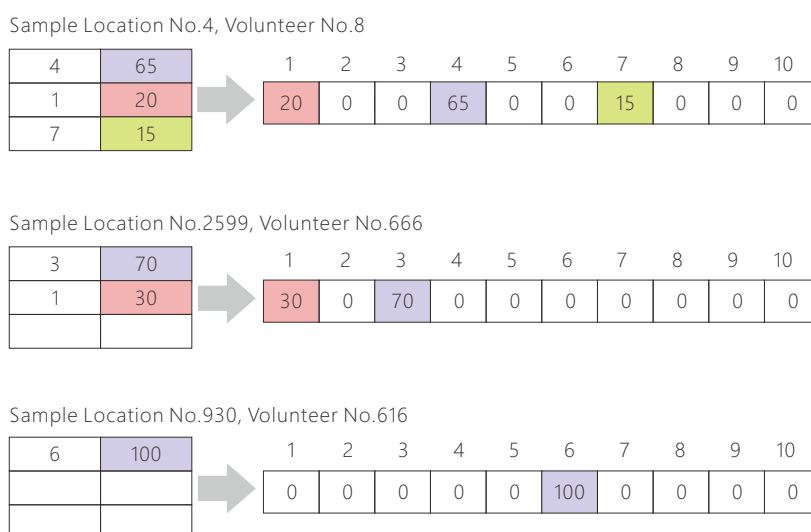 Sample Location No.4, Volunteer No.8
4 65
1 20
7 15
1 2 3 4 5 6 7 8 9 10
20 0 0 65 0 0 15 0 0 0
Sample Location No.2599, Volunteer No.666
3 70
1 30
1 2 3 4 5 6 7 8 9 10
30 0 70 0 0 0 0 0 0 0
Sample Location No.930, Volunteer No.616
6 100
1 2 3 4 5 6 7 8 9 10
0 0 0 0 0 100 0 0 0 0